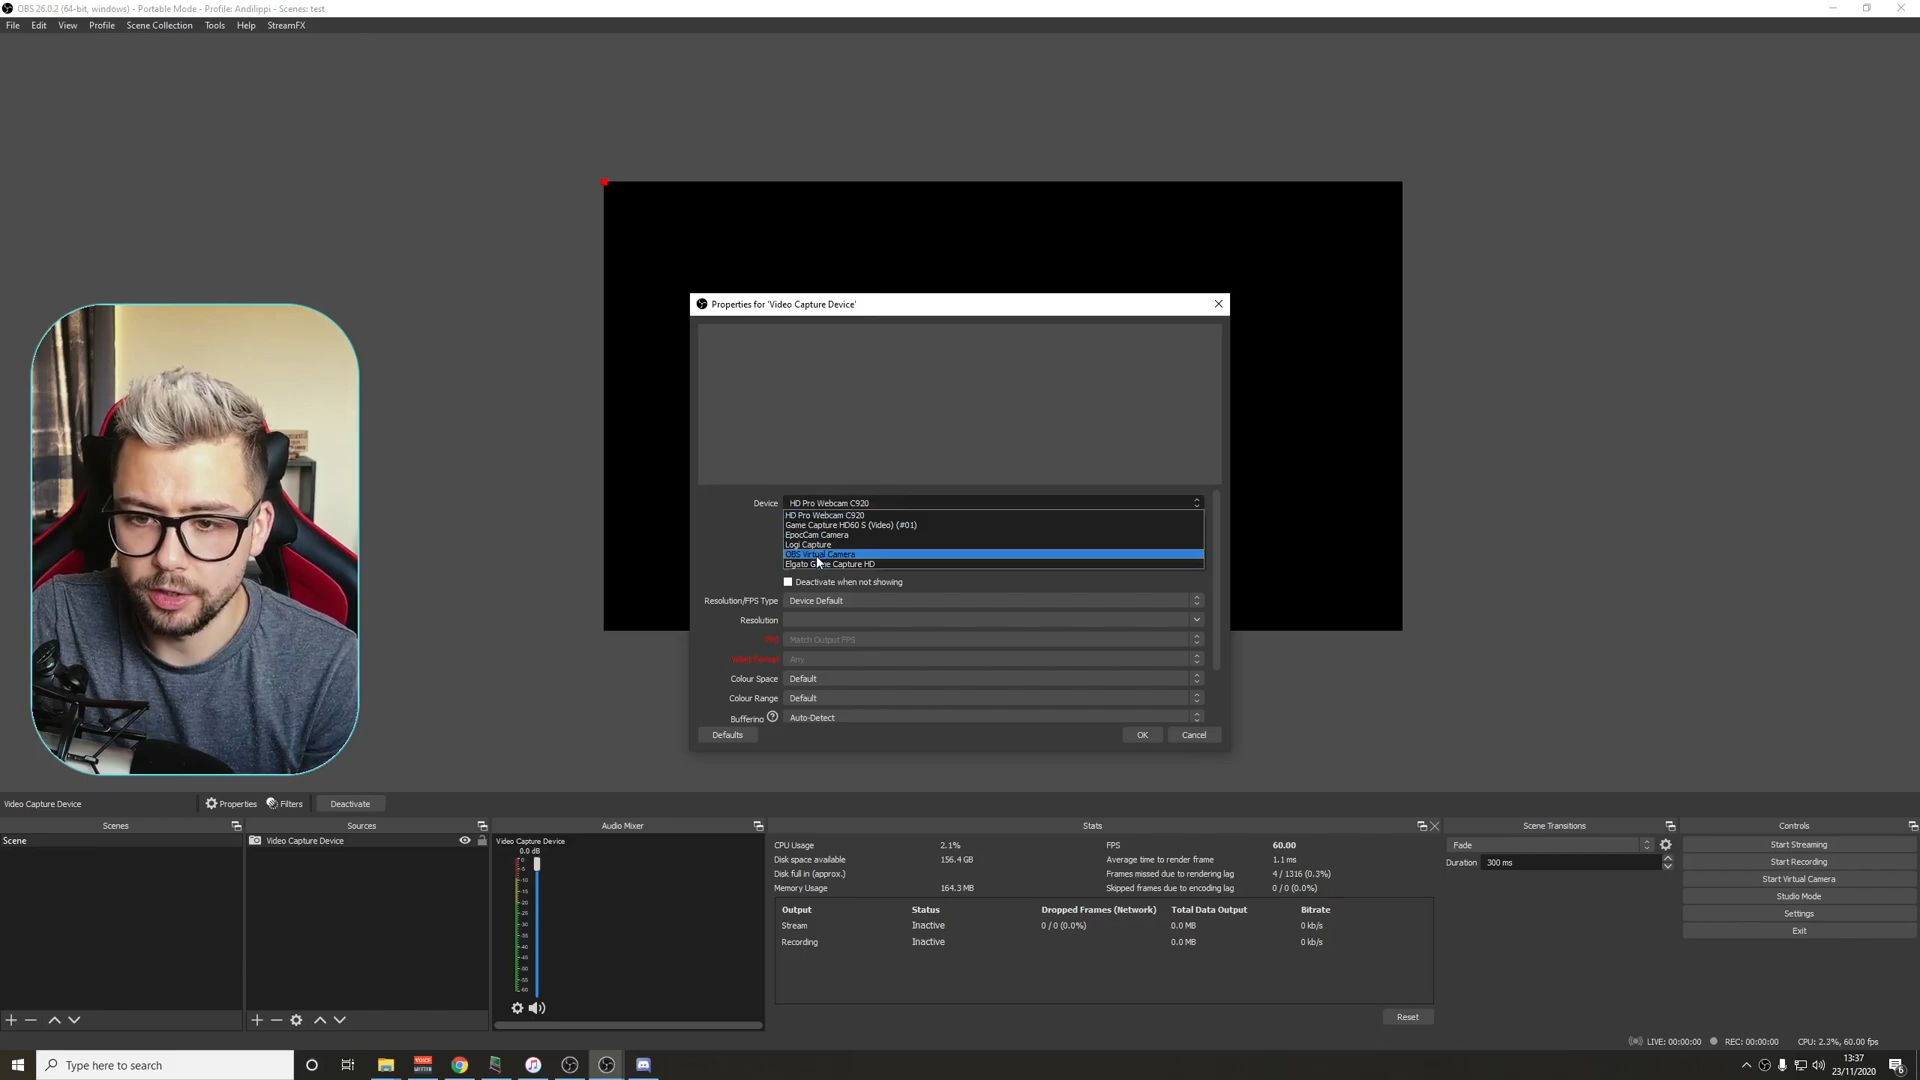 OBS 26.0.2 (64-bit, windows) - Portable Mode - Profile: Andilippi - Scenes: test
File Edit View Profile Scene Collection Tools Help StreamFX
Properties for 'Video Capture Device'
Device HD Pro Webcam C920
HD Pro Webcam C920
Game Capture HD60 S (Video) (#01)
EpocCam Camera
Logi Capture
OBS Virtual Camera
Elgato Game Capture HD
Deactivate when not showing
Resolution/FPS Type Device Default
Resolution
FPS Match Output FPS
Video Format Any
Colour Space Default
Colour Range Default
Buffering ? Auto-Detect
Defaults OK Cancel
Video Capture Device Properties Filters Deactivate
Scenes Sources Audio Mixer Stats Scene Transitions Controls
Scene
Video Capture Device
Video Capture Device
0.0 dB
CPU Usage 2.1% FPS 60.00
Disk space available 156.4 GB Average time to render frame 1.1 ms
Disk full in (approx.) Frames missed due to rendering lag 4 / 1316 (0.3%)
Memory Usage 164.3 MB Skipped frames due to encoding lag 0 / 0 (0.0%)
Output Status Dropped Frames (Network) Total Data Output Bitrate
Stream Inactive 0 / 0 (0.0%) 0.0 MB 0 kb/s
Recording Inactive 0.0 MB 0 kb/s
Reset
Fade
Duration 300 ms
Start Streaming
Start Recording
Start Virtual Camera
Studio Mode
Settings
Exit
LIVE: 00:00:00 REC: 00:00:00 CPU: 2.3%, 60.00 fps
Type here to search
13:37
23/11/2020